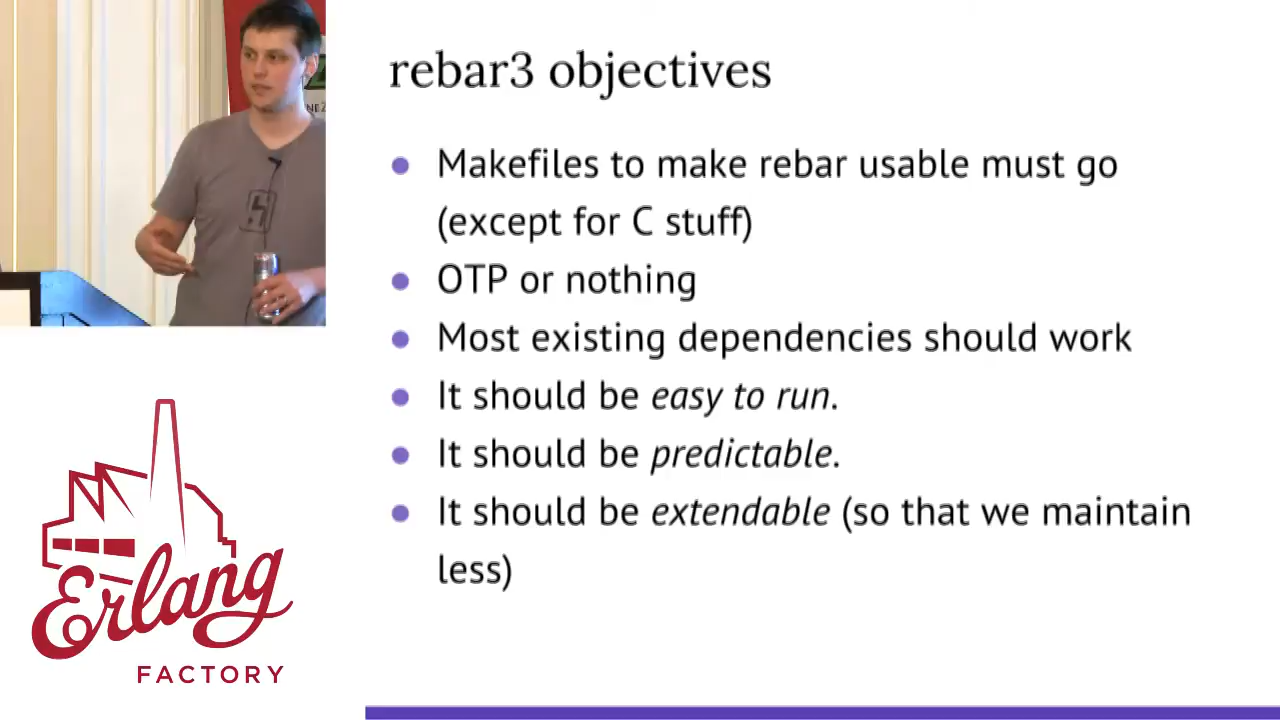 rebar3 objectives
Makefiles to make rebar usable must go
(except for C stuff)
OTP or nothing
Most existing dependencies should work
It should be easy to run.
It should be predictable.
It should be extendable (so that we maintain
less)
Erlang
FACTORY